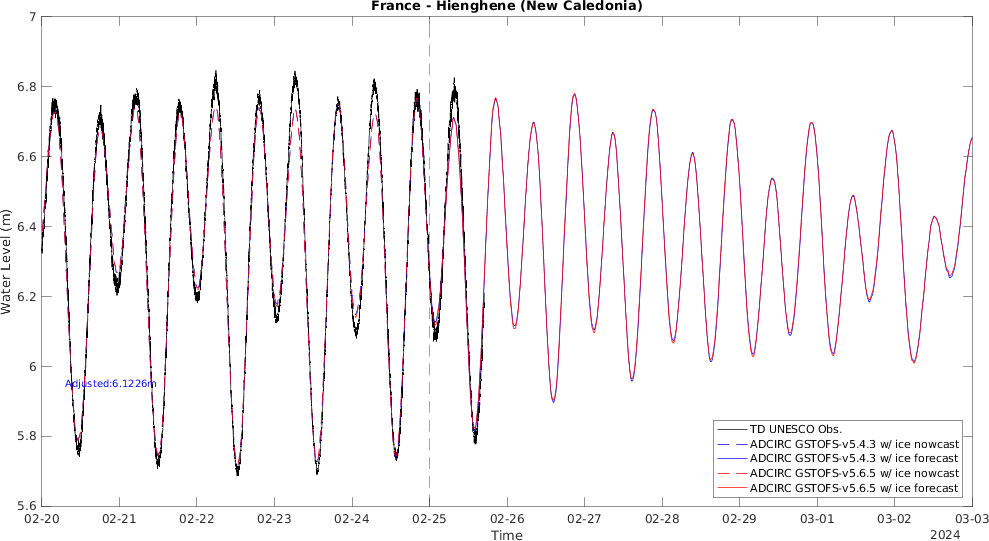 France - Hienghene (New Caledonia)
7
6.8
6.6
6.4
6.2
6
5.8
5.6
Water Level (m)
Adjusted:6.1226m
TD UNESCO Obs.
ADCIRC GSTOFS-v5.4.3 w/ ice nowcast
ADCIRC GSTOFS-v5.4.3 w/ ice forecast
ADCIRC GSTOFS-v5.6.5 w/ ice nowcast
ADCIRC GSTOFS-v5.6.5 w/ ice forecast
02-20 02-21 02-22 02-23 02-24 02-25 02-26 02-27 02-28 02-29 03-01 03-02 03-03
Time
2024